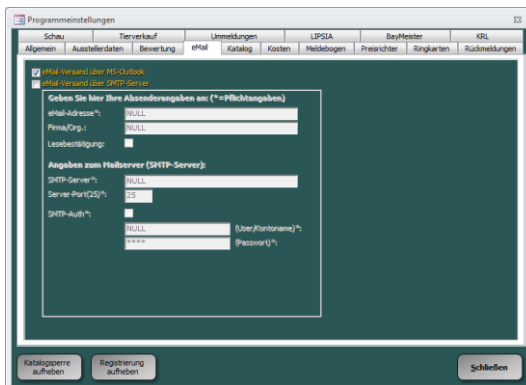 Programmeinstellungen
Schau Tierverkauf Ummeldungen LIPSIA BayMeister KRL
Allgemein Ausstellerdaten Bewertung eMail Katalog Kosten Meldebogen Preisrichter Ringkarten Rückmeldungen
eMail-Versand über MS-Outlook
eMail-Versand über SMTP-Server
Geben Sie hier Ihre Absenderangaben an: (*=Pflichtangaben)
eMail-Adresse*: NULL
Firma/Org.: NULL
Lesebestätigung:
Angaben zum Mailserver (SMTP-Server):
SMTP-Server*: NULL
Server-Port(25)*: 25
SMTP-Auth*:
NULL (User/Kontoname)*:
**** (Passwort)*:
Katalogsperre aufheben
Registrierung aufheben
Schließen